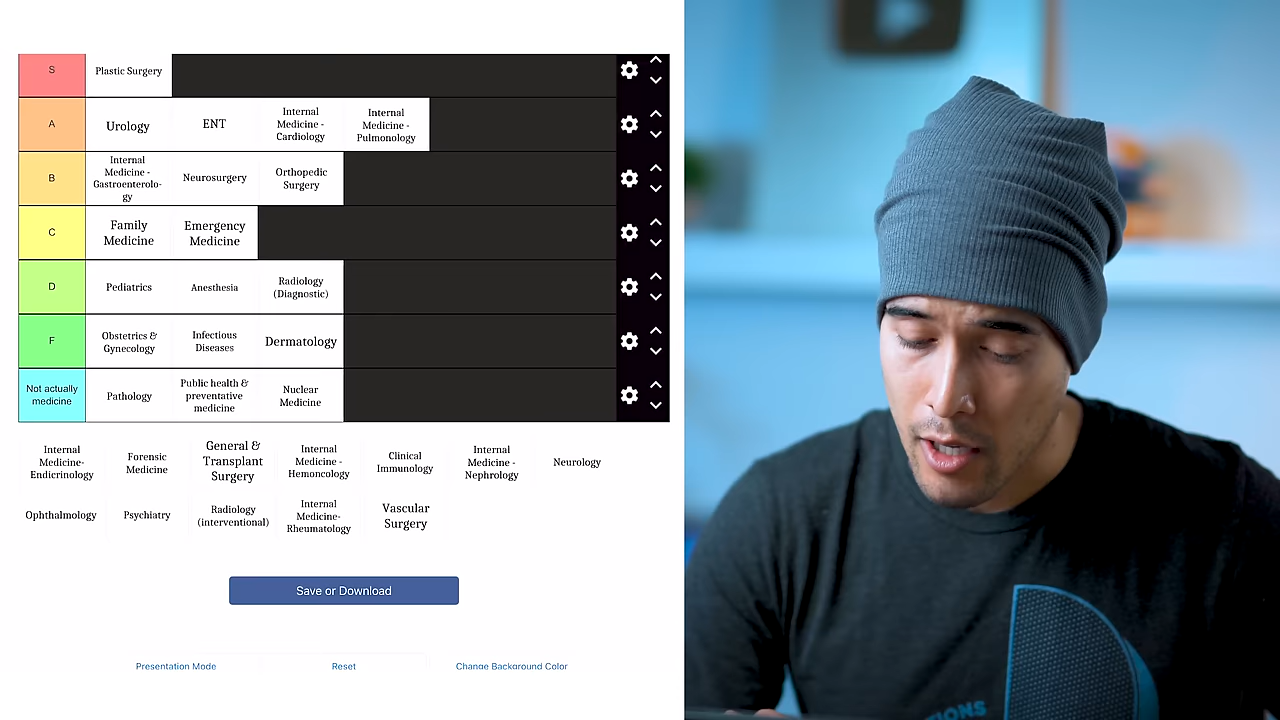 S
Plastic Surgery
A
Urology
ENT
Internal
Medicine -
Cardiology
Internal
Medicine -
Pulmonology
B
Internal
Medicine -
Gastroenterolo-
gy
Neurosurgery
Orthopedic
Surgery
C
Family
Medicine
Emergency
Medicine
D
Pediatrics
Anesthesia
Radiology
(Diagnostic)
F
Obstetrics &
Gynecology
Infectious
Diseases
Dermatology
Not actually
medicine
Pathology
Public health &
preventative
medicine
Nuclear
Medicine
Internal
Medicine-
Endicrinology
Forensic
Medicine
General &
Transplant
Surgery
Internal
Medicine -
Hemoncology
Clinical
Immunology
Internal
Medicine -
Nephrology
Neurology
Ophthalmology
Psychiatry
Radiology
(interventional)
Internal
Medicine-
Rheumatology
Vascular
Surgery
Save or Download
Presentation Mode
Reset
Change Background Color